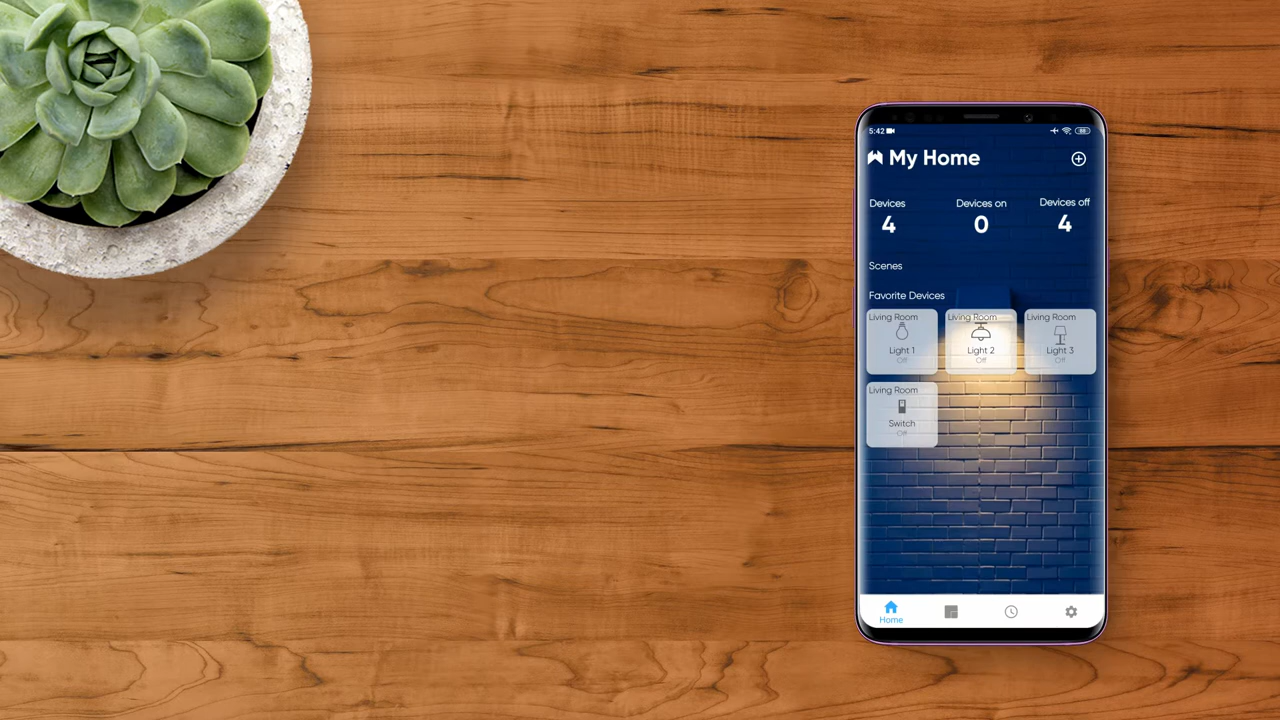 5:42
88
My Home
Devices Devices on Devices off
4 0 4
Scenes
Favorite Devices
Living Room Living Room Living Room
Light 1 Light 2 Light 3
Off Off Off
Living Room
Switch
Off
Home